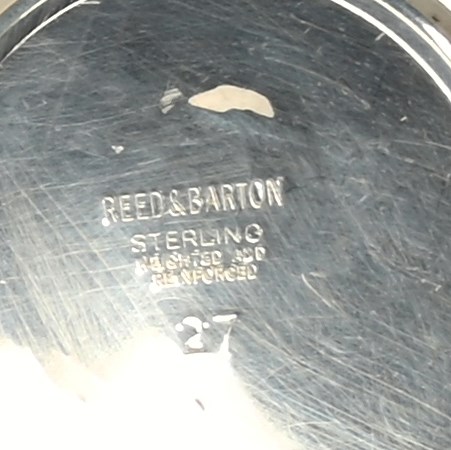 REED & BARTON
STERLING
WEIGHTED AND
REINFORCED
27